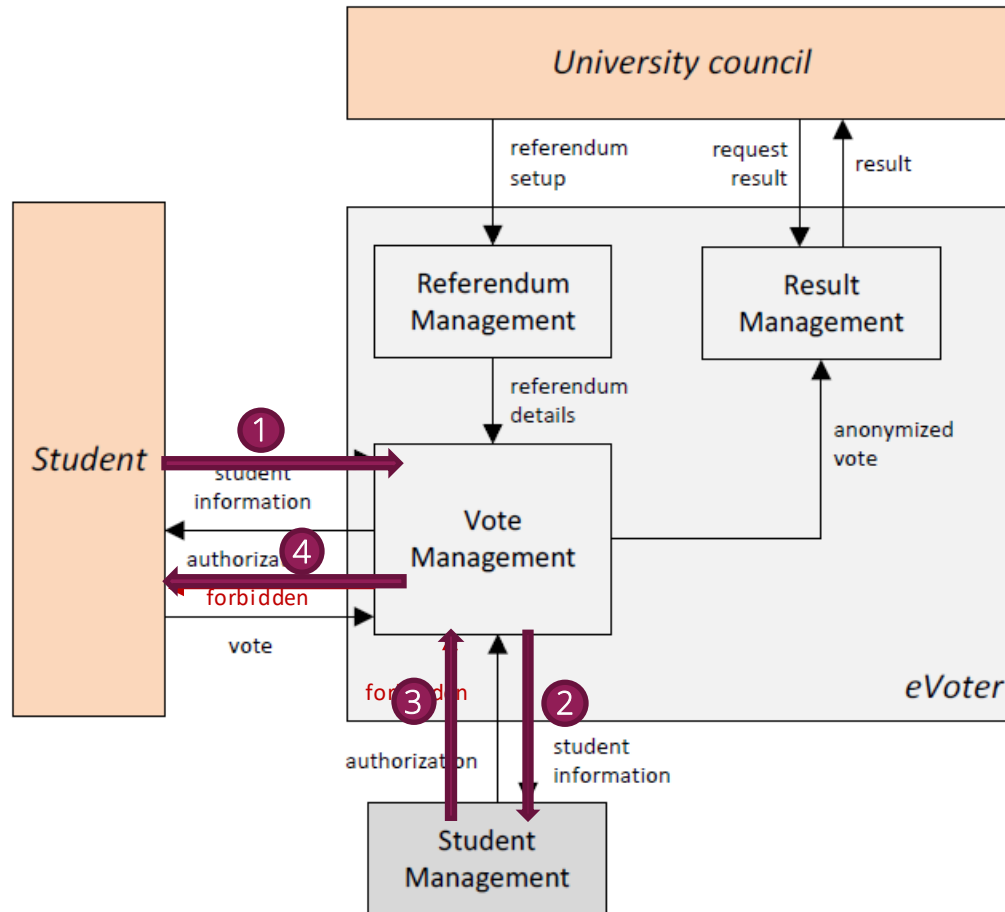 University council
referendum
setup
request
result
result
Referendum
Management
Result
Management
referendum
details
anonymized
vote
Student
1
student
information
Vote
Management
4
forbidden
vote
3
2
eVoter
authorization
student
information
Student
Management